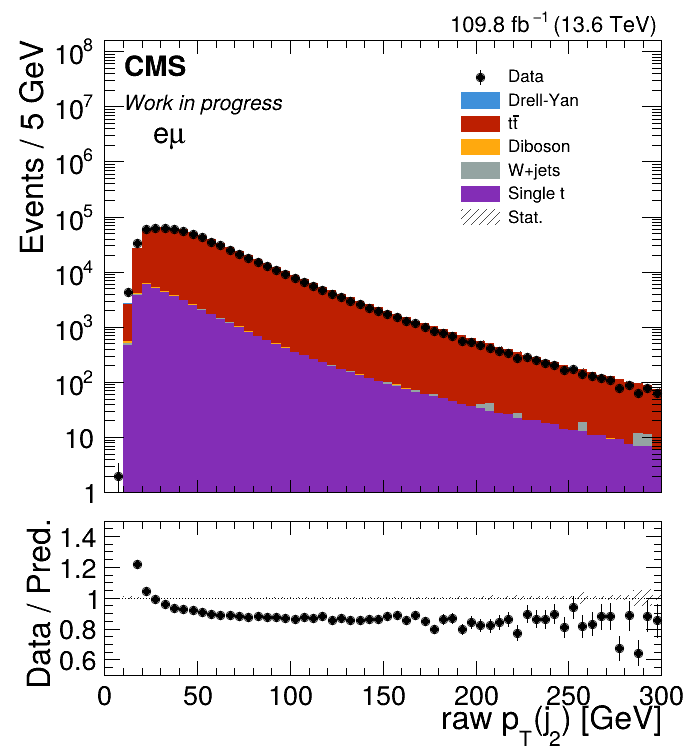 109.8 fb⁻¹ (13.6 TeV)
CMS
Work in progress
eμ
Data
Drell-Yan
tt̄
Diboson
W+jets
Single t
Stat.
Events / 5 GeV
10⁸
10⁷
10⁶
10⁵
10⁴
10³
10²
10
1
Data / Pred.
1.4
1.2
1
0.8
0.6
0 50 100 150 200 250 300
raw p_T(j₂) [GeV]